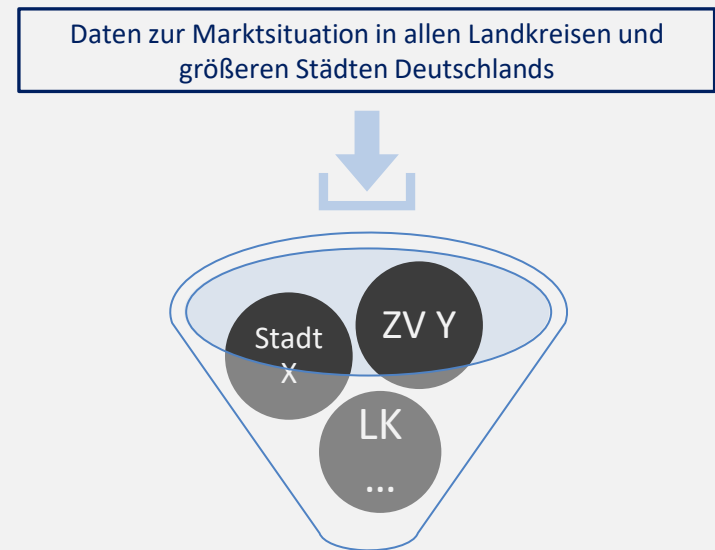 Daten zur Marktsituation in allen Landkreisen und
größeren Städten Deutschlands
Stadt
X
ZV Y
LK
...